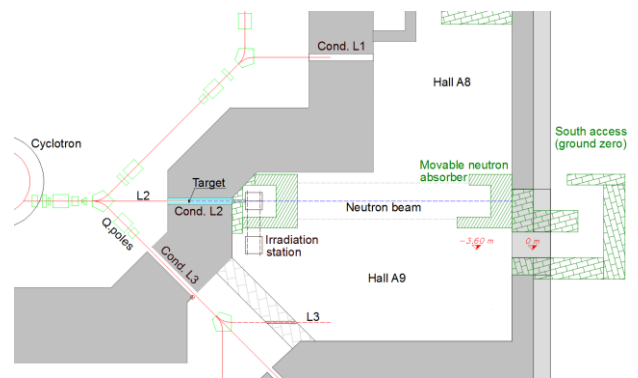 Cond. L1
Hall A8
South access
(ground zero)
Cyclotron
Movable neutron
absorber
Target
L2
Cond. L2
Neutron beam
Q.poles
Irradiation
station
−3,60 m
0 m
Cond. L3
Hall A9
L3